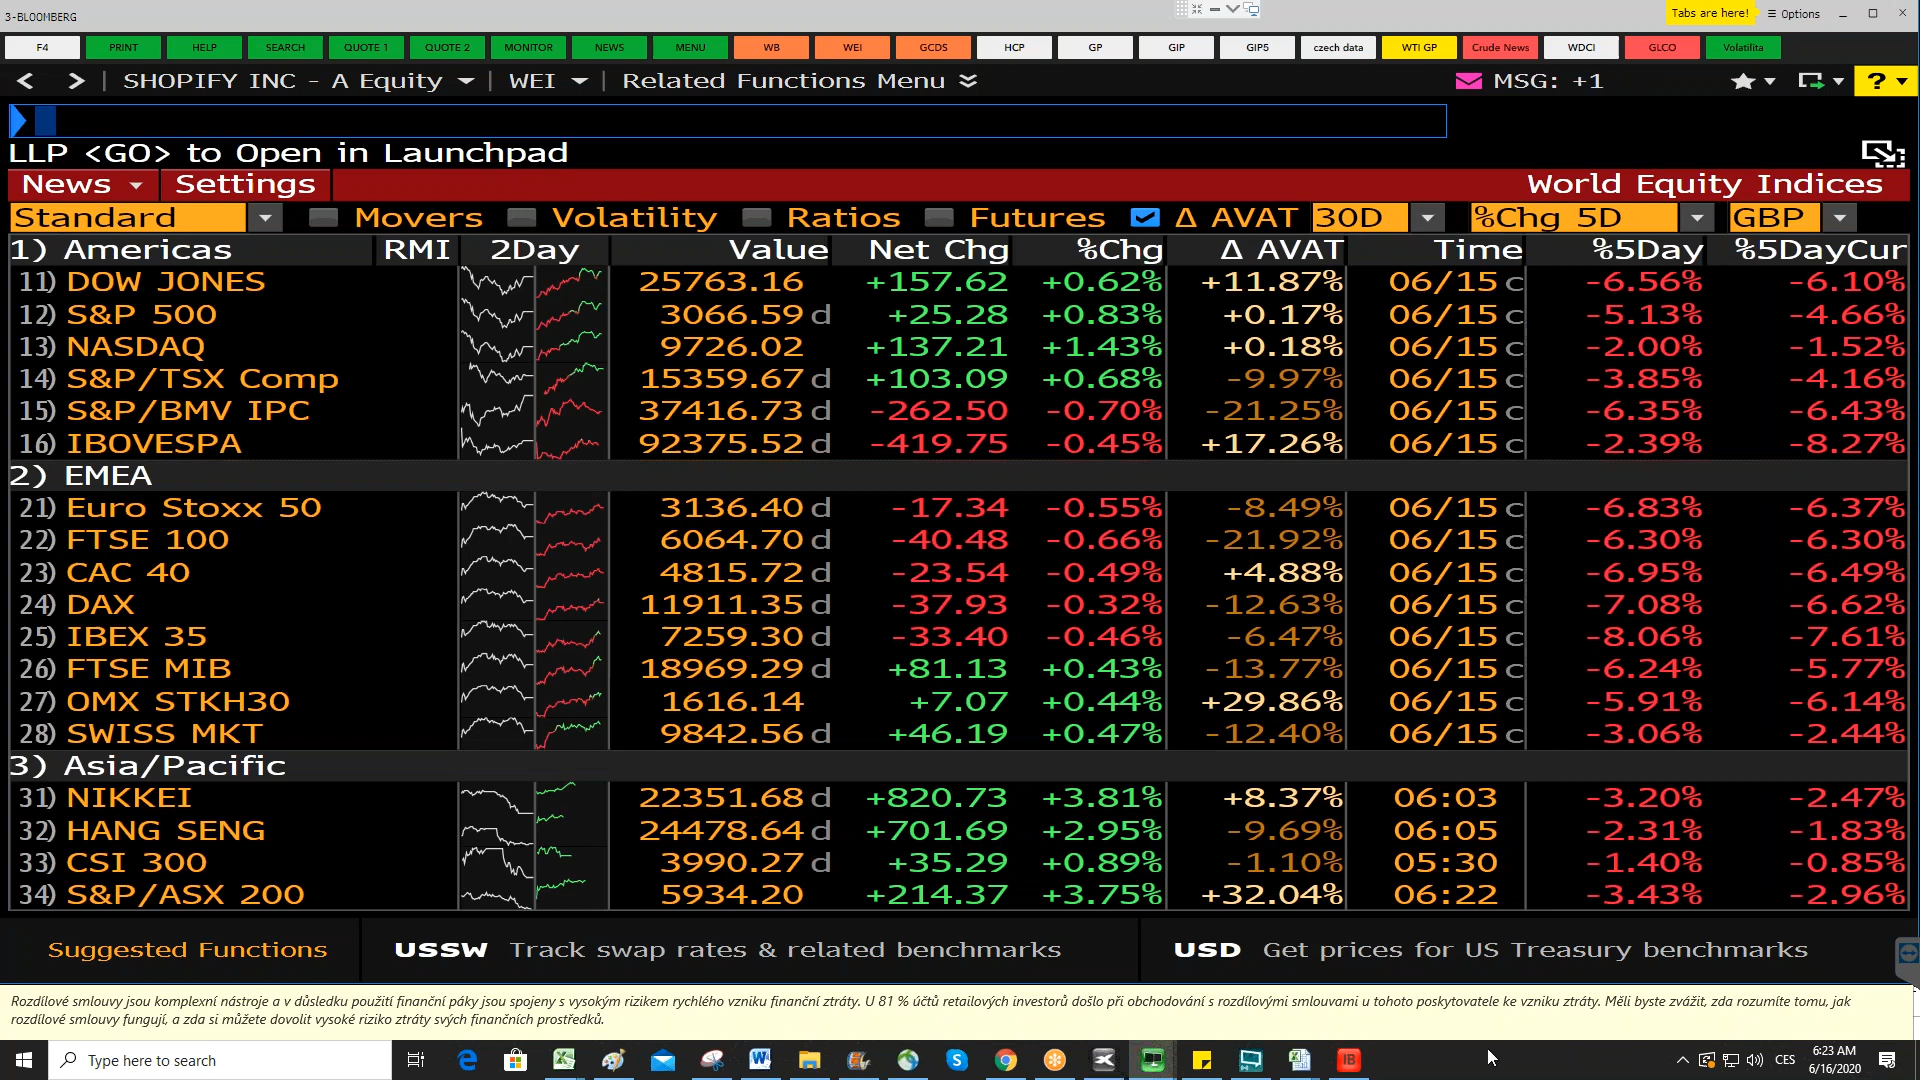 3-BLOOMBERG Tabs are here! Options
F4 PRINT HELP SEARCH QUOTE 1 QUOTE 2 MONITOR NEWS MENU WB WEI GCDS HCP GP GIP GIP5 czech data WTI GP Crude News WDCI GLCO Volatilita
SHOPIFY INC - A Equity WEI Related Functions Menu MSG: +1 ?
LLP <GO> to Open in Launchpad
News Settings World Equity Indices
Standard Movers Volatility Ratios Futures Δ AVAT 30D %Chg 5D GBP
1) Americas RMI 2Day Value Net Chg %Chg Δ AVAT Time %5Day %5DayCur
11) DOW JONES 25763.16 +157.62 +0.62% +11.87% 06/15 c -6.56% -6.10%
12) S&P 500 3066.59 d +25.28 +0.83% +0.17% 06/15 c -5.13% -4.66%
13) NASDAQ 9726.02 +137.21 +1.43% +0.18% 06/15 c -2.00% -1.52%
14) S&P/TSX Comp 15359.67 d +103.09 +0.68% -9.97% 06/15 c -3.85% -4.16%
15) S&P/BMV IPC 37416.73 d -262.50 -0.70% -21.25% 06/15 c -6.35% -6.43%
16) IBOVESPA 92375.52 d -419.75 -0.45% +17.26% 06/15 c -2.39% -8.27%
2) EMEA
21) Euro Stoxx 50 3136.40 d -17.34 -0.55% -8.49% 06/15 c -6.83% -6.37%
22) FTSE 100 6064.70 d -40.48 -0.66% -21.92% 06/15 c -6.30% -6.30%
23) CAC 40 4815.72 d -23.54 -0.49% +4.88% 06/15 c -6.95% -6.49%
24) DAX 11911.35 d -37.93 -0.32% -12.63% 06/15 c -7.08% -6.62%
25) IBEX 35 7259.30 d -33.40 -0.46% -6.47% 06/15 c -8.06% -7.61%
26) FTSE MIB 18969.29 d +81.13 +0.43% -13.77% 06/15 c -6.24% -5.77%
27) OMX STKH30 1616.14 +7.07 +0.44% +29.86% 06/15 c -5.91% -6.14%
28) SWISS MKT 9842.56 d +46.19 +0.47% -12.40% 06/15 c -3.06% -2.44%
3) Asia/Pacific
31) NIKKEI 22351.68 d +820.73 +3.81% +8.37% 06:03 -3.20% -2.47%
32) HANG SENG 24478.64 d +701.69 +2.95% -9.69% 06:05 -2.31% -1.83%
33) CSI 300 3990.27 d +35.29 +0.89% -1.10% 05:30 -1.40% -0.85%
34) S&P/ASX 200 5934.20 +214.37 +3.75% +32.04% 06:22 -3.43% -2.96%
Suggested Functions USSW Track swap rates & related benchmarks USD Get prices for US Treasury benchmarks
Rozdílové smlouvy jsou komplexní nástroje a v důsledku použití finanční páky jsou spojeny s vysokým rizikem rychlého vzniku finanční ztráty. U 81 % účtů retailových investorů došlo při obchodování s rozdílovými smlouvami u tohoto poskytovatele ke vzniku ztráty. Měli byste zvážit, zda rozumíte tomu, jak
rozdílové smlouvy fungují, a zda si můžete dovolit vysoké riziko ztráty svých finančních prostředků.
Type here to search IB CES 6:23 AM
6/16/2020